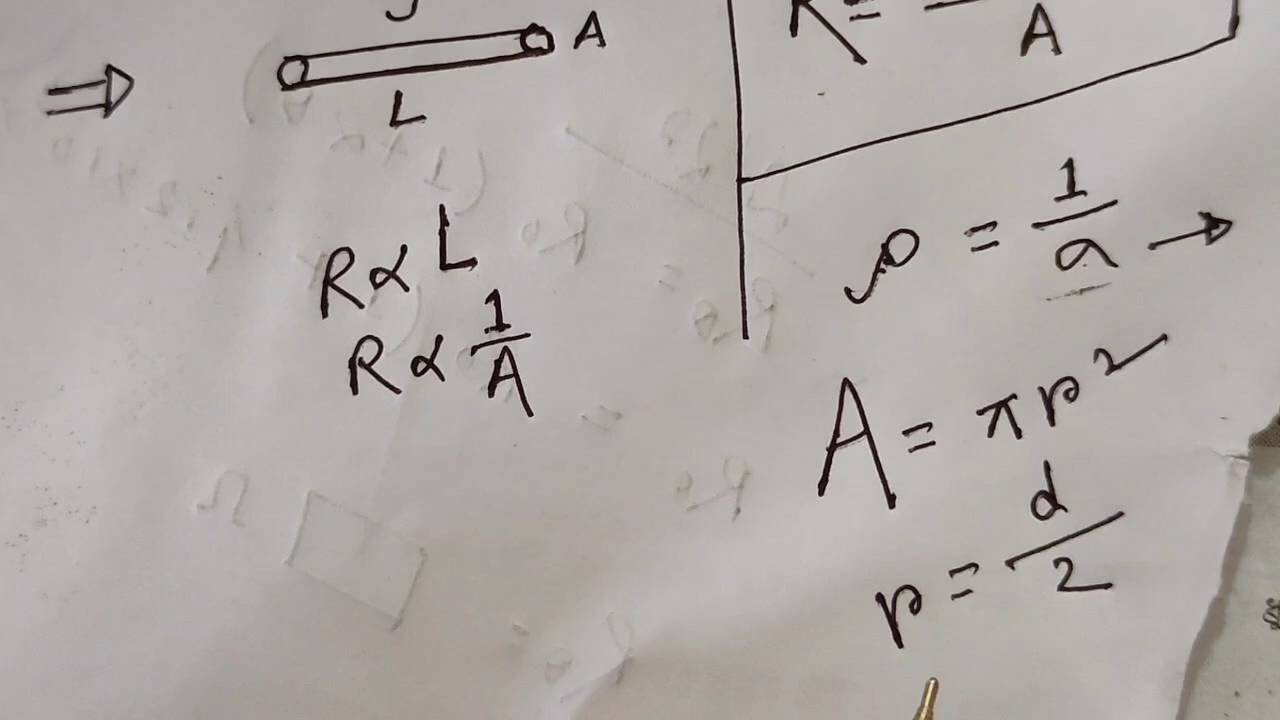 A
L
R ∝ L
R ∝ 1/A
R = —/A
ρ = 1/a →
A = πr²
r = d/2